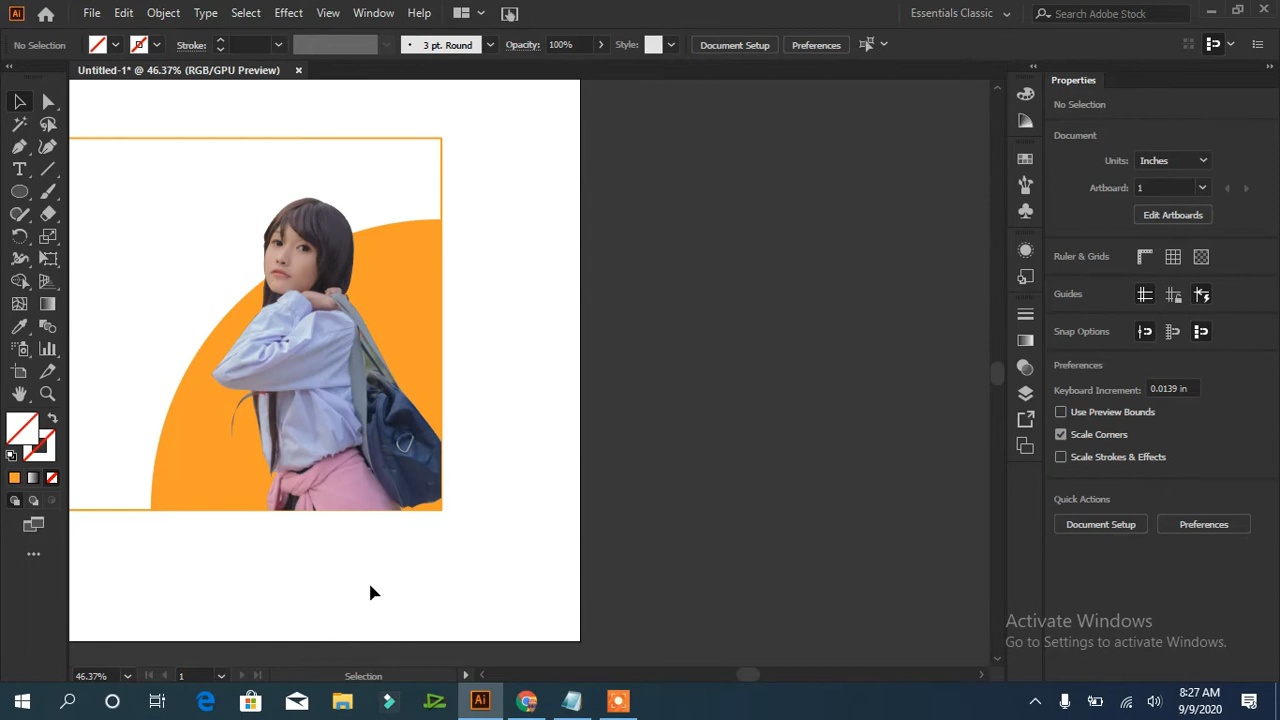 Ai File Edit Object Type Select Effect View Window Help Essentials Classic Search Adobe Stock
No Selection Stroke: 3 pt. Round Opacity: 100% Style: Document Setup Preferences
Untitled-1* @ 46.37% (RGB/GPU Preview)
Properties
No Selection
Document
Units: Inches
Artboard: 1
Edit Artboards
Ruler & Grids
Guides
Snap Options
Preferences
Keyboard Increment: 0.0139 in
Use Preview Bounds
Scale Corners
Scale Strokes & Effects
Quick Actions
Document Setup Preferences
Activate Windows
Go to Settings to activate Windows.
46.37% 1 Selection
Ai
5:27 AM
9/9/2020